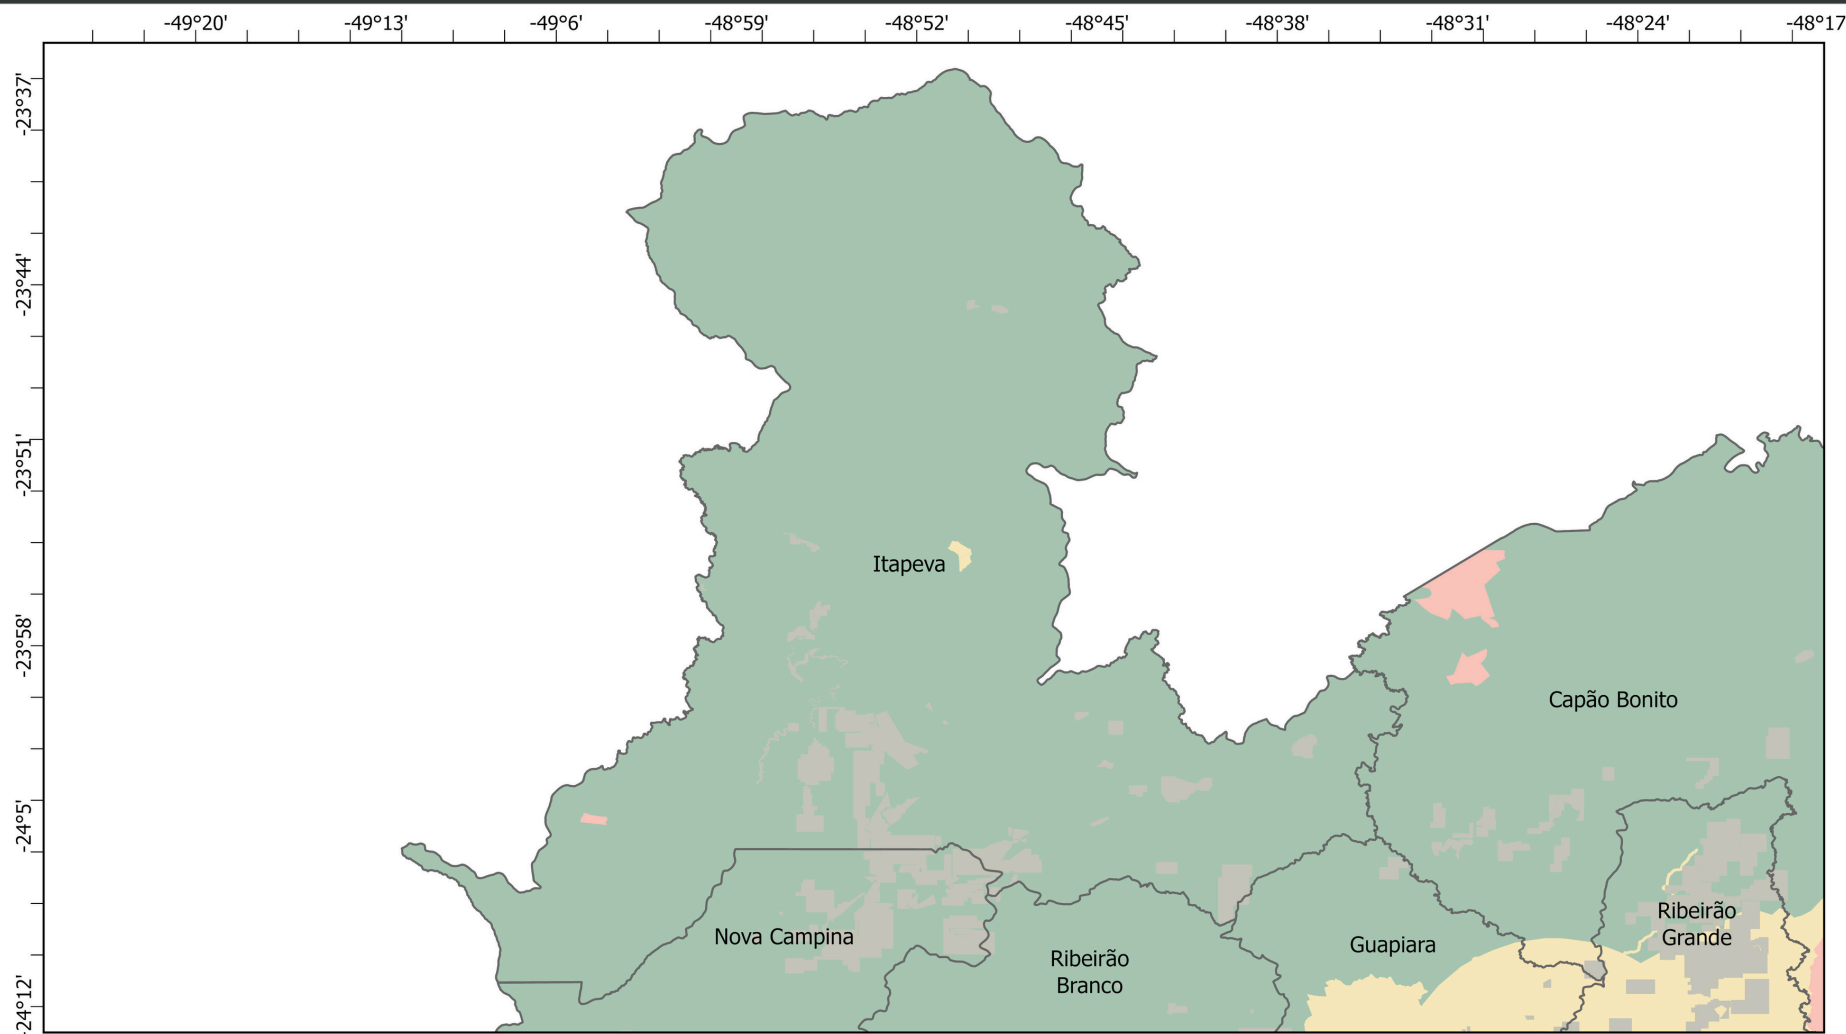 -49°20'
-49°13'
-49°6'
-48°59'
-48°52'
-48°45'
-48°38'
-48°31'
-48°24'
-48°17
-23°37'
-23°44'
-23°51'
-23°58'
-24°5'
-24°12'
Itapeva
Capão Bonito
Nova Campina
Ribeirão
Branco
Guapiara
Ribeirão
Grande